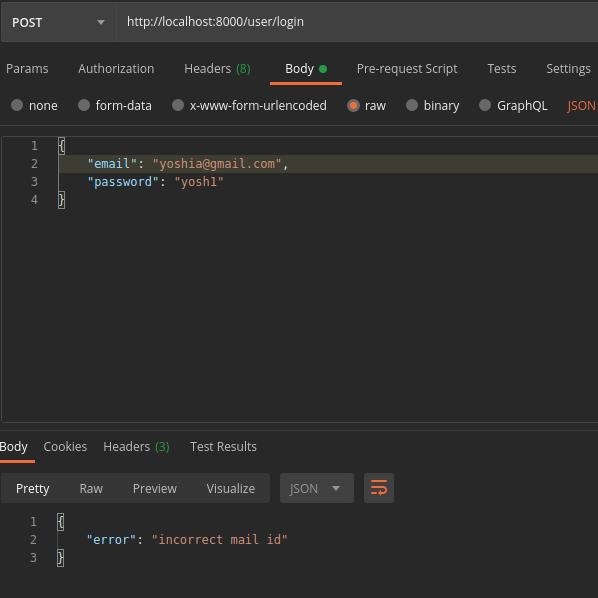 POST http://localhost:8000/user/login
Params Authorization Headers (8) Body Pre-request Script Tests Settings
none form-data x-www-form-urlencoded raw binary GraphQL JSON
1 {
2 "email": "yoshia@gmail.com",
3 "password": "yosh1"
4 }
Body Cookies Headers (3) Test Results
Pretty Raw Preview Visualize JSON
1 {
2 "error": "incorrect mail id"
3 }